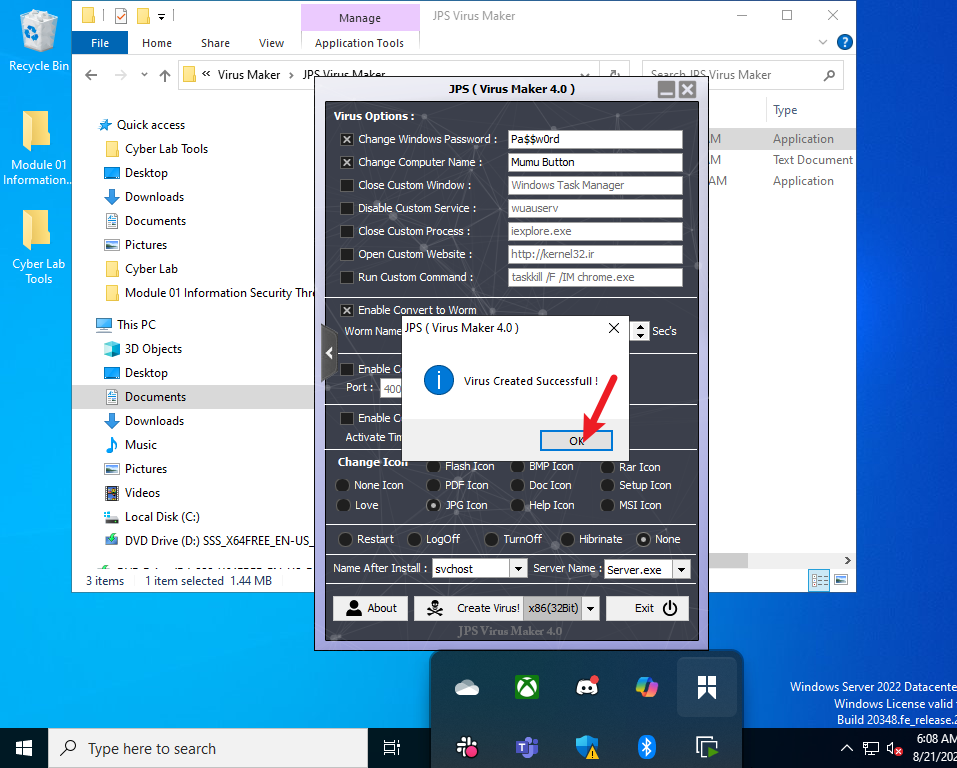 Recycle Bin
Module 01
Information...
Cyber Lab
Tools
Manage
JPS Virus Maker
File
Home
Share
View
Application Tools
Virus Maker
JPS Virus Maker
Search JPS Virus Maker
Type
Quick access
Cyber Lab Tools
Desktop
Downloads
Documents
Pictures
Cyber Lab
Module 01 Information Security Thr
This PC
3D Objects
Desktop
Documents
Downloads
Music
Pictures
Videos
Local Disk (C:)
DVD Drive (D:) SSS_X64FREE_EN-US_
AM Application
AM Text Document
AM Application
3 items 1 item selected 1.44 MB
JPS ( Virus Maker 4.0 )
Virus Options :
Change Windows Password : Pa$$w0rd
Change Computer Name : Mumu Button
Close Custom Window : Windows Task Manager
Disable Custom Service : wuauserv
Close Custom Process : iexplore.exe
Open Custom Website : http://kernel32.ir
Run Custom Command : taskkill /F /IM chrome.exe
Enable Convert to Worm
Worm Name
Sec's
Enable
Port : 400
Enable
Activate
JPS ( Virus Maker 4.0 )
Virus Created Successfull !
OK
Change Icon
Flash Icon BMP Icon Rar Icon
None Icon PDF Icon Doc Icon Setup Icon
Love JPG Icon Help Icon MSI Icon
Restart LogOff TurnOff Hibrinate None
Name After Install : svchost Server Name : Server.exe
About Create Virus! x86(32Bit) Exit
JPS Virus Maker 4.0
Windows Server 2022 Datacente
Windows License valid
Build 20348.fe_release.
Type here to search
6:08 AM
8/21/202